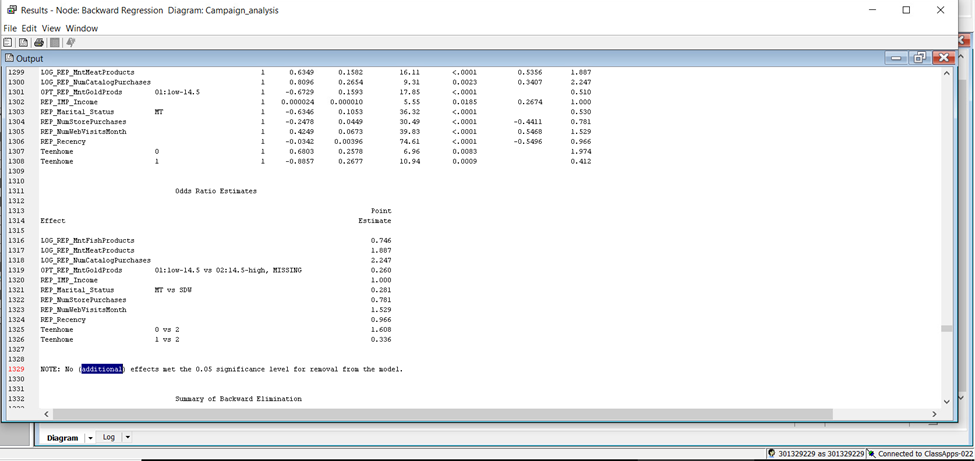 Results - Node: Backward Regression Diagram: Campaign_analysis
File Edit View Window
Output
1299 LOG_REP_MntMeatProducts 1 0.6349 0.1582 16.11 <.0001 0.5356 1.887
1300 LOG_REP_NumCatalogPurchases 1 0.8096 0.2654 9.31 0.0023 0.3407 2.247
1301 OPT_REP_MntGoldProds 01:low-14.5 1 -0.6729 0.1593 17.85 <.0001 0.510
1302 REP_IMP_Income 1 0.000024 0.000010 5.55 0.0185 0.2674 1.000
1303 REP_Marital_Status MT 1 -0.6346 0.1053 36.32 <.0001 0.530
1304 REP_NumStorePurchases 1 -0.2478 0.0449 30.49 <.0001 -0.4411 0.781
1305 REP_NumWebVisitsMonth 1 0.4249 0.0673 39.83 <.0001 0.5468 1.529
1306 REP_Recency 1 -0.0342 0.00396 74.61 <.0001 -0.5496 0.966
1307 Teenhome 0 1 0.6803 0.2578 6.96 0.0083 1.974
1308 Teenhome 1 1 -0.8857 0.2677 10.94 0.0009 0.412
1309
1310
1311 Odds Ratio Estimates
1312
1313 Point
1314 Effect Estimate
1315
1316 LOG_REP_MntFishProducts 0.746
1317 LOG_REP_MntMeatProducts 1.887
1318 LOG_REP_NumCatalogPurchases 2.247
1319 OPT_REP_MntGoldProds 01:low-14.5 vs 02:14.5-high, MISSING 0.260
1320 REP_IMP_Income 1.000
1321 REP_Marital_Status MT vs SDW 0.281
1322 REP_NumStorePurchases 0.781
1323 REP_NumWebVisitsMonth 1.529
1324 REP_Recency 0.966
1325 Teenhome 0 vs 2 1.608
1326 Teenhome 1 vs 2 0.336
1327
1328
1329 NOTE: No (additional) effects met the 0.05 significance level for removal from the model.
1330
1331
1332 Summary of Backward Elimination
Diagram Log
301329229 as 301329229 Connected to ClassApps-022